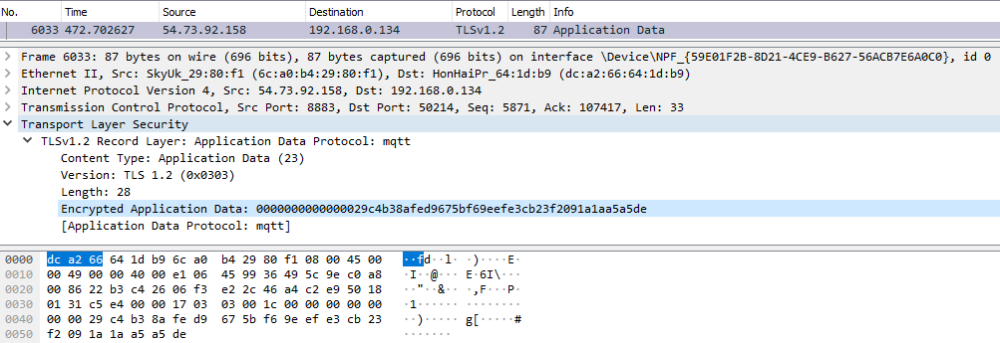 No. Time Source Destination Protocol Length Info
6033 472.702627 54.73.92.158 192.168.0.134 TLSv1.2 87 Application Data
Frame 6033: 87 bytes on wire (696 bits), 87 bytes captured (696 bits) on interface \Device\NPF_{59E01F2B-8D21-4CE9-B627-56ACB7E6A0C0}, id 0
Ethernet II, Src: SkyUk_29:80:f1 (6c:a0:b4:29:80:f1), Dst: HonHaiPr_64:1d:b9 (dc:a2:66:64:1d:b9)
Internet Protocol Version 4, Src: 54.73.92.158, Dst: 192.168.0.134
Transmission Control Protocol, Src Port: 8883, Dst Port: 50214, Seq: 5871, Ack: 107417, Len: 33
Transport Layer Security
TLSv1.2 Record Layer: Application Data Protocol: mqtt
Content Type: Application Data (23)
Version: TLS 1.2 (0x0303)
Length: 28
Encrypted Application Data: 0000000000000029c4b38afed9675bf69eefe3cb23f2091a1aa5a5de
[Application Data Protocol: mqtt]
0000 dc a2 66 64 1d b9 6c a0 b4 29 80 f1 08 00 45 00 ··fd··l· ·)····E·
0010 00 49 00 00 40 00 e1 06 45 99 36 49 5c 9e c0 a8 ·I··@··· E·6I\···
0020 00 86 22 b3 c4 26 06 f3 e2 2c 46 a4 c2 e9 50 18 ··"··&·· ·,F···P·
0030 01 31 c5 e4 00 00 17 03 03 00 1c 00 00 00 00 00 ·1······ ········
0040 00 00 29 c4 b3 8a fe d9 67 5b f6 9e ef e3 cb 23 ··)····· g[·····#
0050 f2 09 1a 1a a5 a5 de ·······